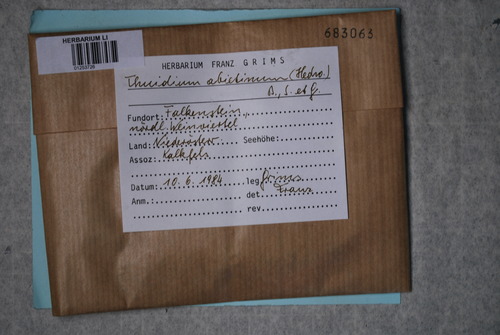 HERBARIUM LI
683063
HERBARIUM FRANZ GRIMS
Thuidium abietinum (Hedw.)
B., S. et G.
Fundort: Falkenstein,
nördl. Weinviertel
Land: Niederösterr. Seehöhe:
Assoz: Kalkfels
Datum: 10.6.1984 leg Grims
Anm.: det Franz
rev